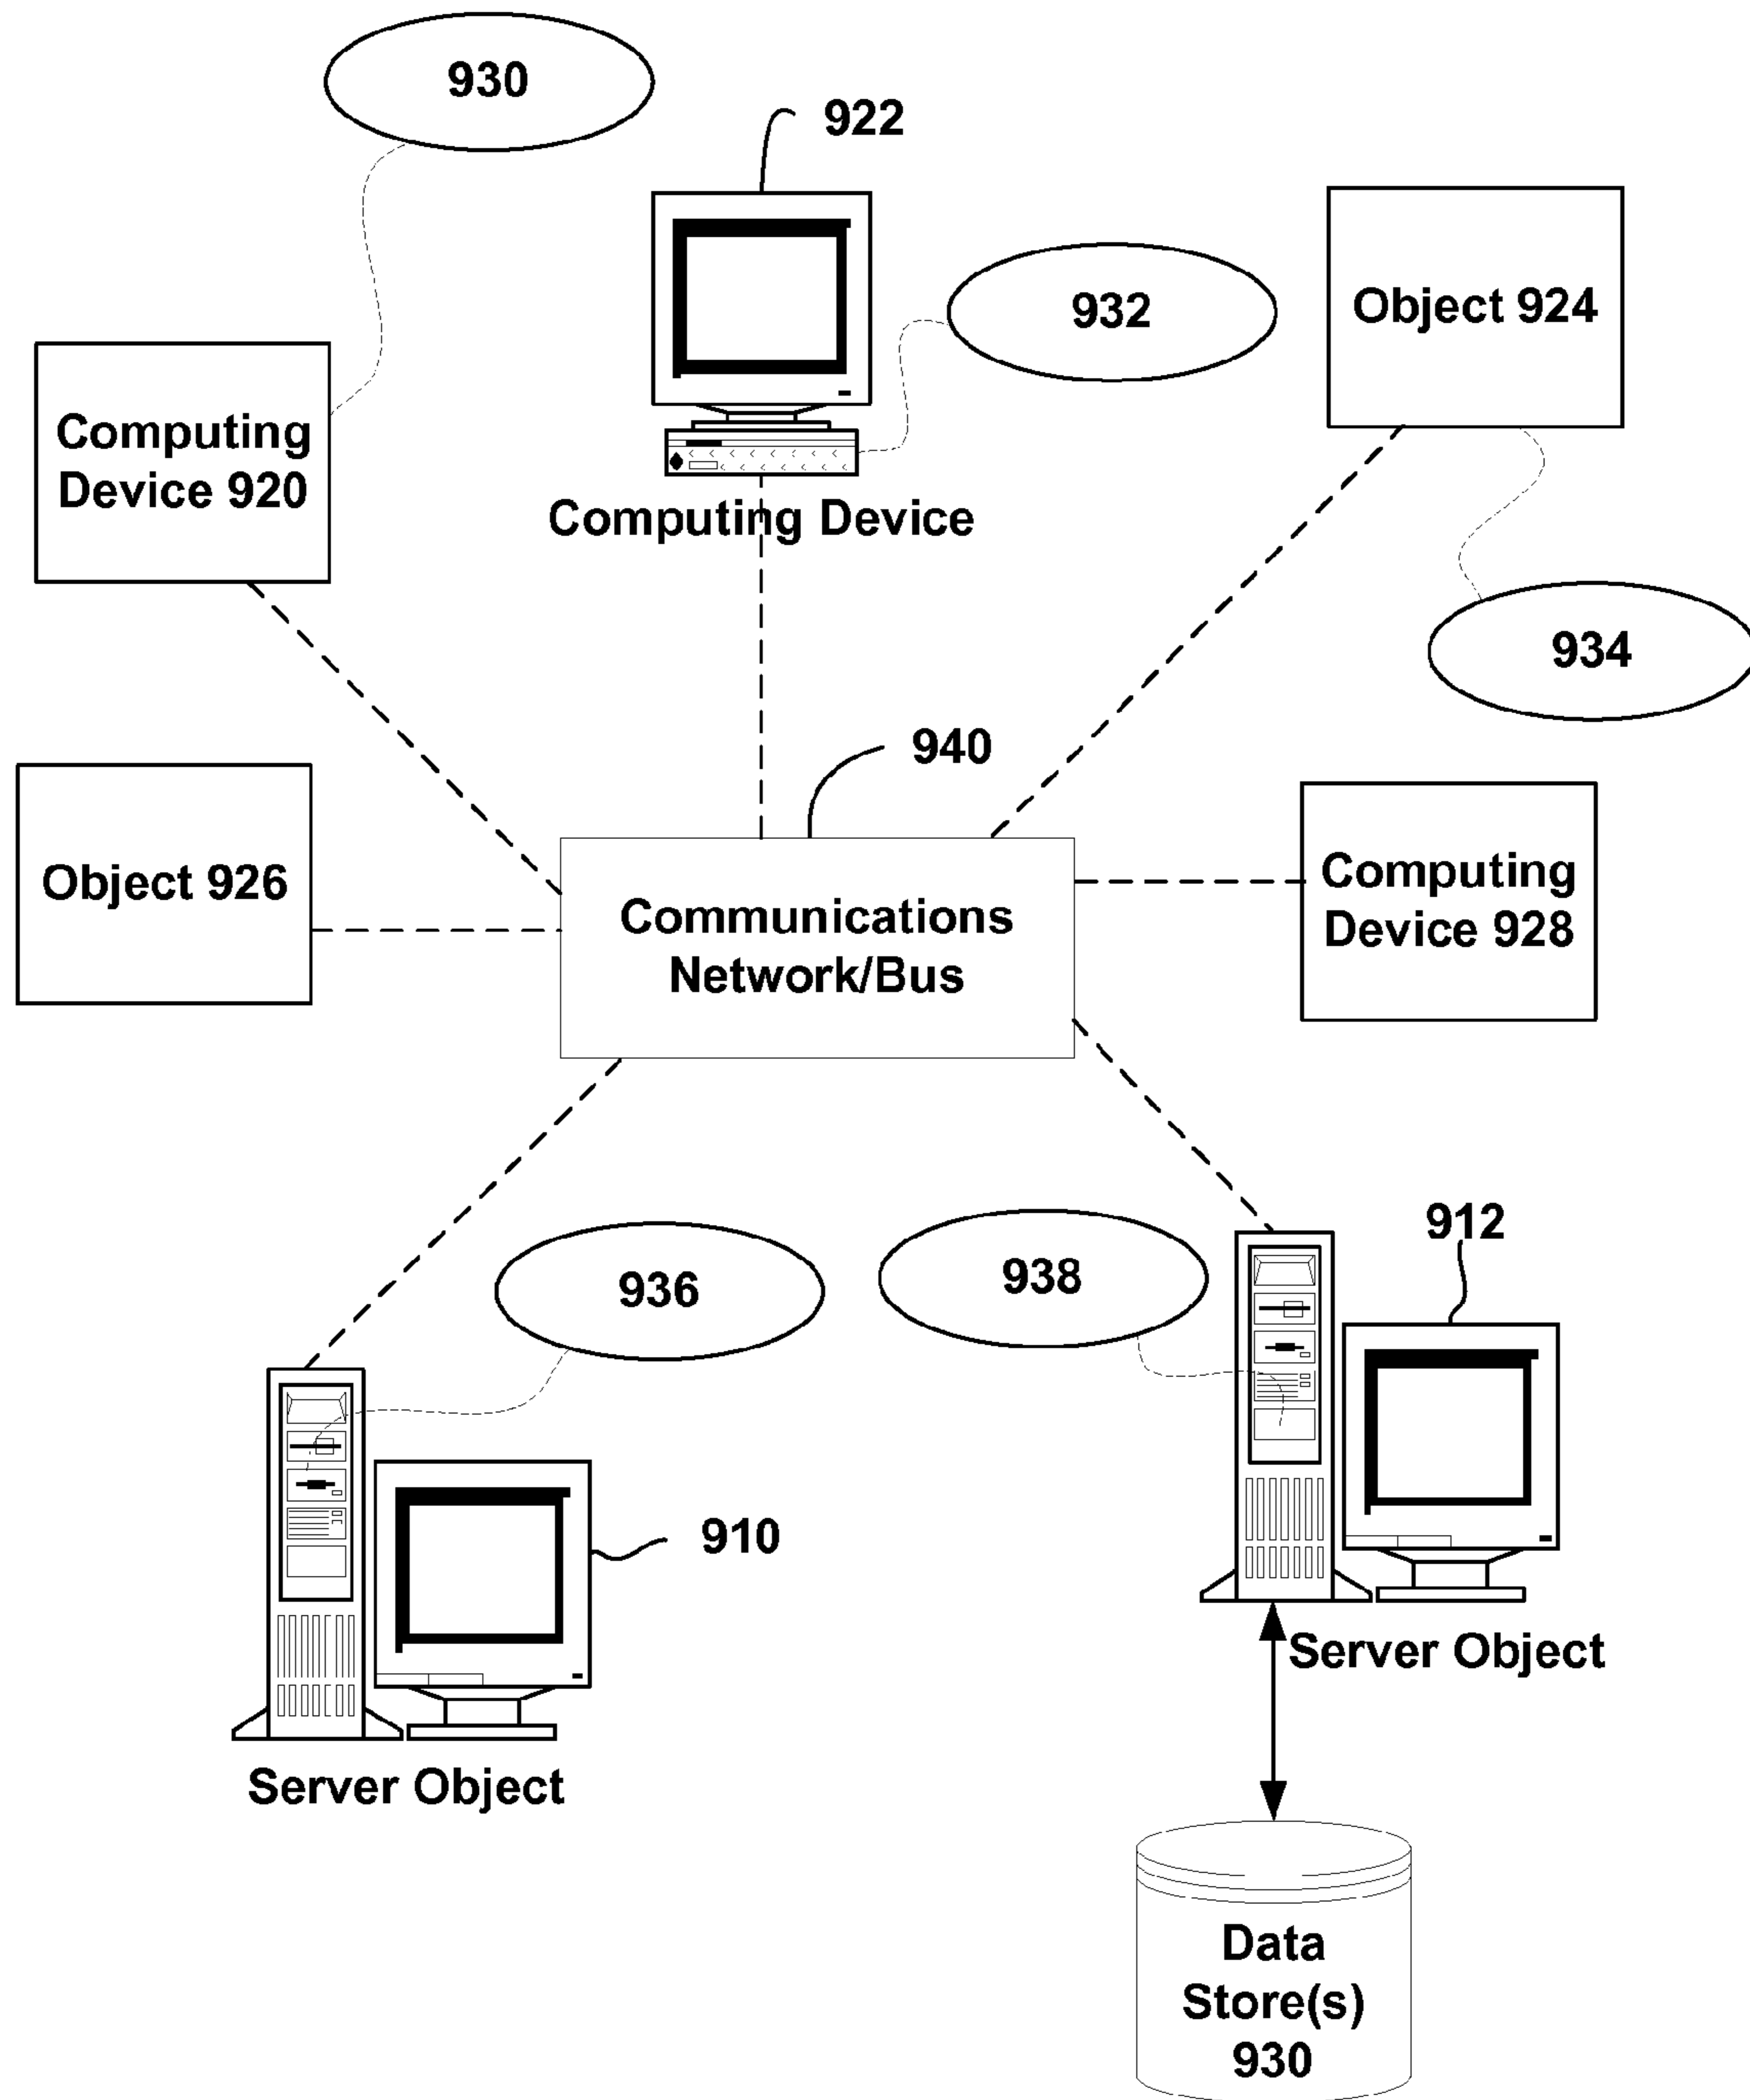 930
922
932
Object 924
Computing
Device 920
Computing Device
934
940
Object 926
Communications
Network/Bus
Computing
Device 928
936
938
912
910
Server Object
Server Object
Data
Store(s)
930